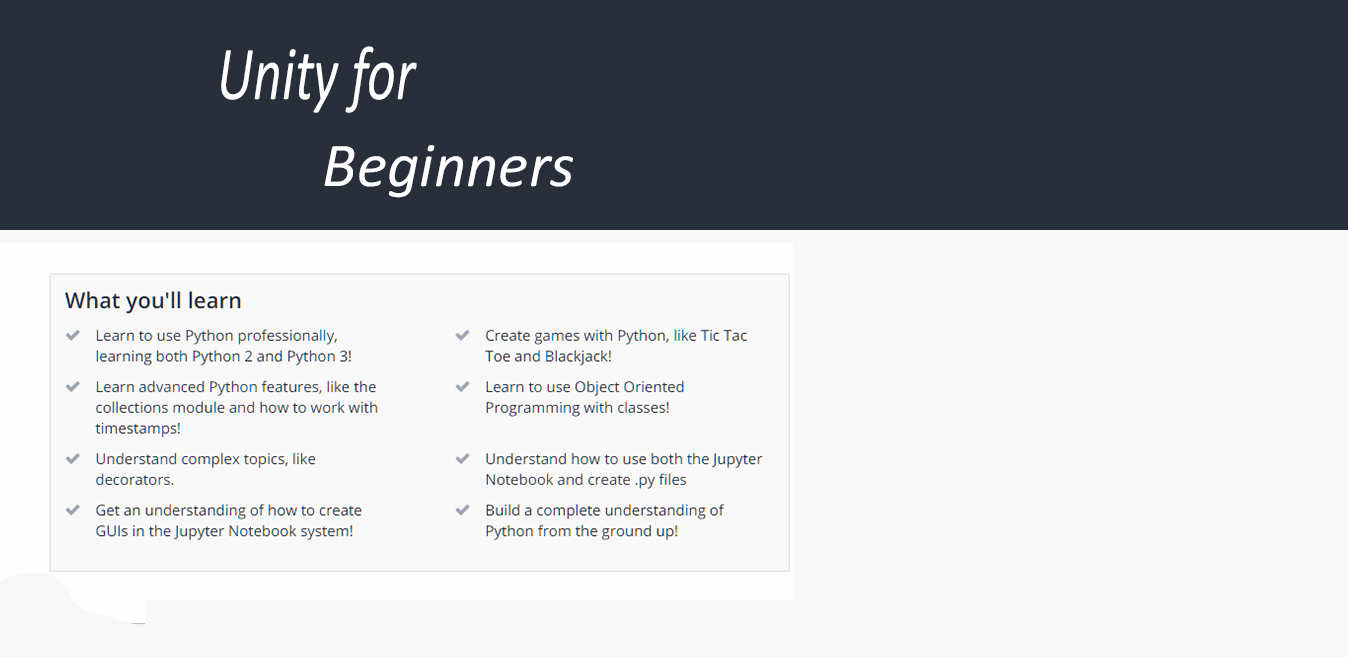 Unity for
Beginners
What you'll learn
Learn to use Python professionally,
learning both Python 2 and Python 3!
Learn advanced Python features, like the
collections module and how to work with
timestamps!
Understand complex topics, like
decorators.
Get an understanding of how to create
GUIs in the Jupyter Notebook system!
Create games with Python, like Tic Tac
Toe and Blackjack!
Learn to use Object Oriented
Programming with classes!
Understand how to use both the Jupyter
Notebook and create .py files
Build a complete understanding of
Python from the ground up!